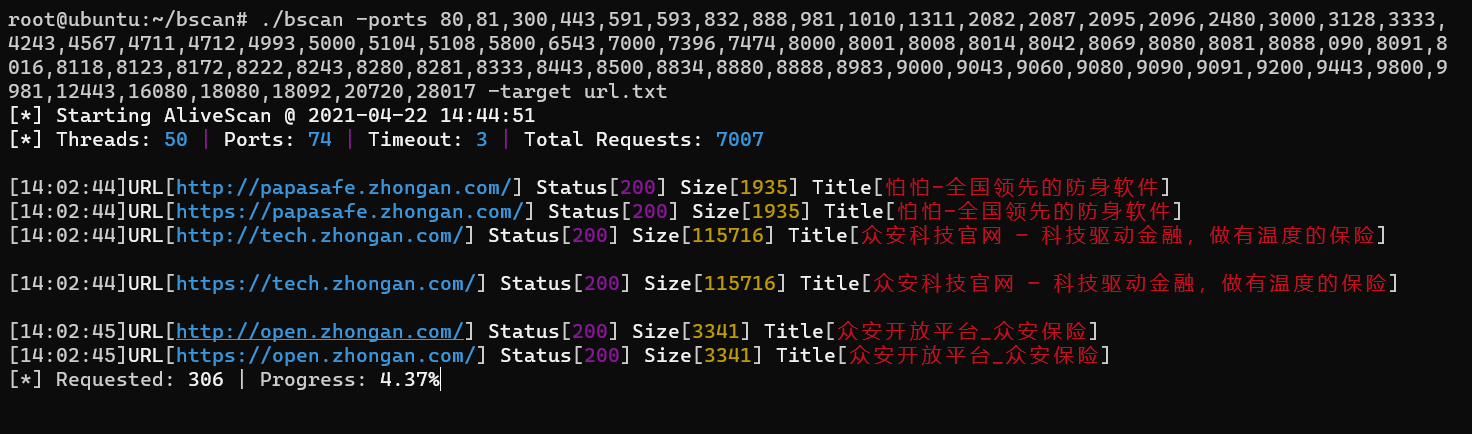 root@ubuntu:~/bscan# ./bscan -ports 80,81,300,443,591,593,832,888,981,1010,1311,2082,2087,2095,2096,2480,3000,3128,3333,
4243,4567,4711,4712,4993,5000,5104,5108,5800,6543,7000,7396,7474,8000,8001,8008,8014,8042,8069,8080,8081,8088,090,8091,8
016,8118,8123,8172,8222,8243,8280,8281,8333,8443,8500,8834,8880,8888,8983,9000,9043,9060,9080,9090,9091,9200,9443,9800,9
981,12443,16080,18080,18092,20720,28017 -target url.txt
[*] Starting AliveScan @ 2021-04-22 14:44:51
[*] Threads: 50 | Ports: 74 | Timeout: 3 | Total Requests: 7007
[14:02:44]URL[http://papasafe.zhongan.com/] Status[200] Size[1935] Title[怕怕-全国领先的防身软件]
[14:02:44]URL[https://papasafe.zhongan.com/] Status[200] Size[1935] Title[怕怕-全国领先的防身软件]
[14:02:44]URL[http://tech.zhongan.com/] Status[200] Size[115716] Title[众安科技官网 - 科技驱动金融，做有温度的保险]
[14:02:44]URL[https://tech.zhongan.com/] Status[200] Size[115716] Title[众安科技官网 - 科技驱动金融，做有温度的保险]
[14:02:45]URL[http://open.zhongan.com/] Status[200] Size[3341] Title[众安开放平台_众安保险]
[14:02:45]URL[https://open.zhongan.com/] Status[200] Size[3341] Title[众安开放平台_众安保险]
[*] Requested: 306 | Progress: 4.37%